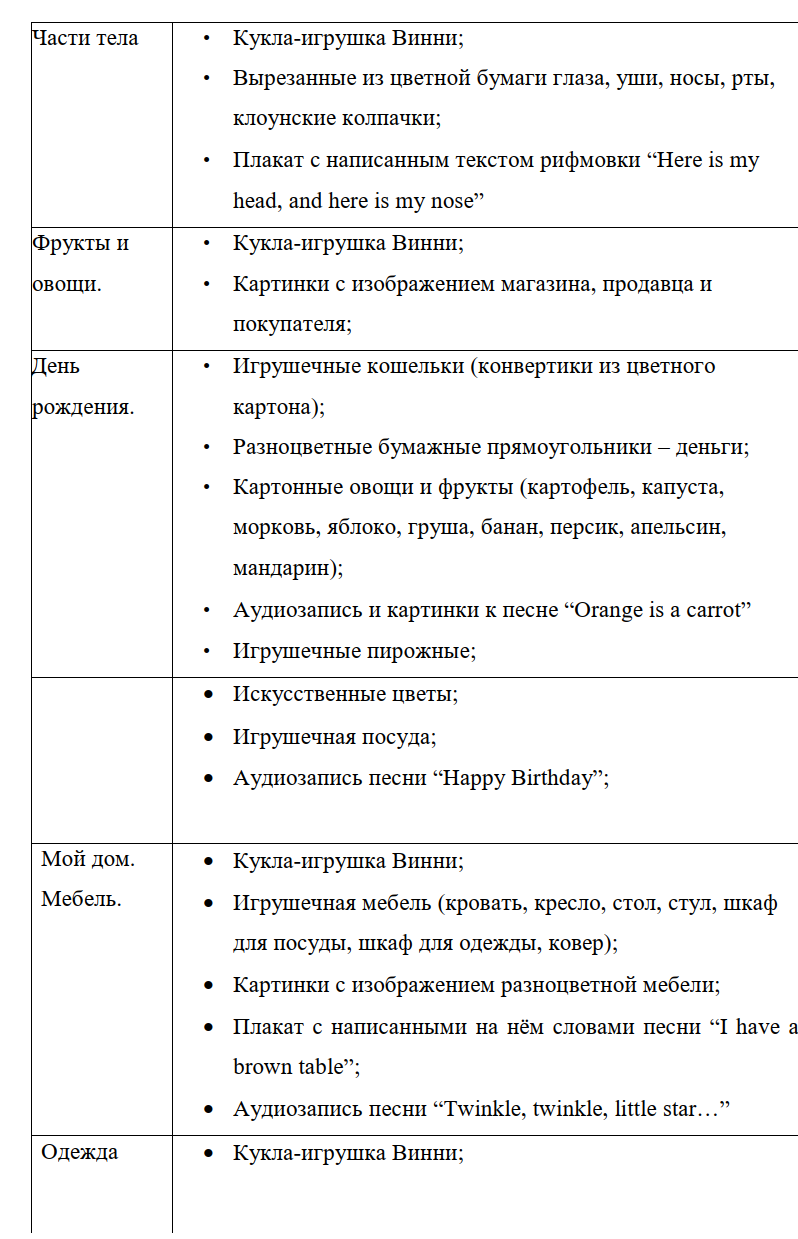 Части тела
• Кукла-игрушка Винни;
• Вырезанные из цветной бумаги глаза, уши, носы, рты,
клоунские колпачки;
• Плакат с написанным текстом рифмовки “Here is my
head, and here is my nose”
Фрукты и
овощи.
• Кукла-игрушка Винни;
• Картинки с изображением магазина, продавца и
покупателя;
День
рождения.
• Игрушечные кошельки (конвертики из цветного
картона);
• Разноцветные бумажные прямоугольники – деньги;
• Картонные овощи и фрукты (картофель, капуста,
морковь, яблоко, груша, банан, персик, апельсин,
мандарин);
• Аудиозапись и картинки к песне “Orange is a carrot”
• Игрушечные пирожные;
• Искусственные цветы;
• Игрушечная посуда;
• Аудиозапись песни “Happy Birthday”;
Мой дом.
Мебель.
• Кукла-игрушка Винни;
• Игрушечная мебель (кровать, кресло, стол, стул, шкаф
для посуды, шкаф для одежды, ковер);
• Картинки с изображением разноцветной мебели;
• Плакат с написанными на нём словами песни “I have a
brown table”;
• Аудиозапись песни “Twinkle, twinkle, little star…”
Одежда
• Кукла-игрушка Винни;